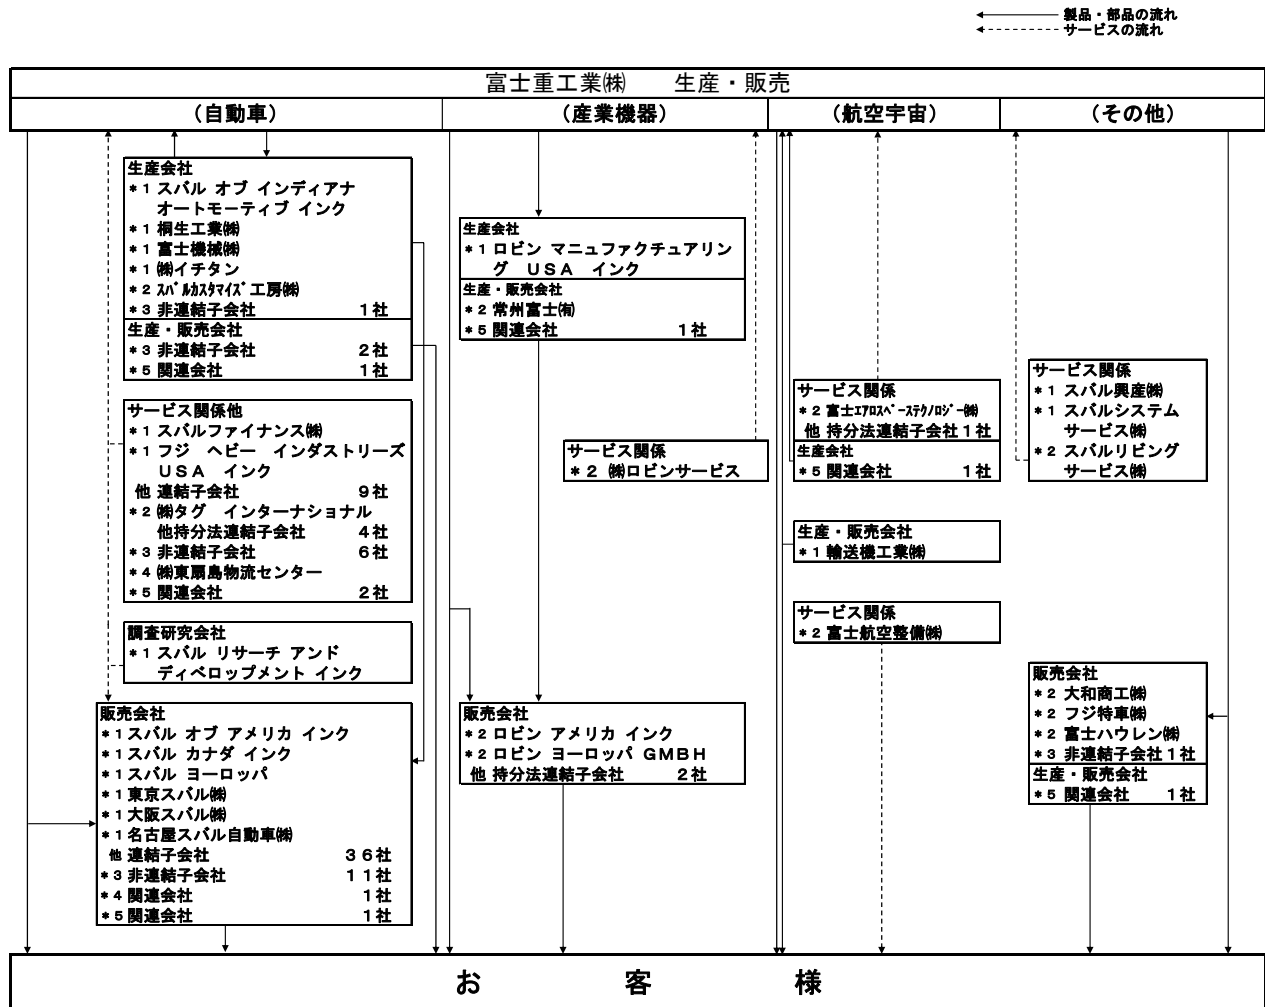 製品・部品の流れ
サービスの流れ
富士重工業㈱　　生産・販売
（自動車）
（産業機器）
（航空宇宙）
（その他）
生産会社
＊1 スバル オブ インディアナ
オートモーティブ インク
＊1 桐生工業㈱
＊1 富士機械㈱
＊1 ㈱イチタン
＊2 ｽﾊﾞﾙｶｽﾀﾏｲｽﾞ工房㈱
＊3 非連結子会社　1社
生産・販売会社
＊3 非連結子会社　2社
＊5 関連会社　1社
サービス関係他
＊1 スバルファイナンス㈱
＊1 フジ ヘビー インダストリーズ
ＵＳＡ インク
他 連結子会社　9社
＊2 ㈱タグ インターナショナル
他持分法連結子会社　4社
＊3 非連結子会社　6社
＊4 ㈱東扇島物流センター
＊5 関連会社　2社
調査研究会社
＊1 スバル リサーチ アンド
ディベロップメント インク
販売会社
＊1 スバル オブ アメリカ インク
＊1 スバル カナダ インク
＊1 スバル ヨーロッパ
＊1 東京スバル㈱
＊1 大阪スバル㈱
＊1 名古屋スバル自動車㈱
他 連結子会社　36社
＊3 非連結子会社　11社
＊4 関連会社　1社
＊5 関連会社　1社
生産会社
＊1 ロビン マニュファクチュアリン
グ ＵＳＡ インク
生産・販売会社
＊2 常州富士㈲
＊5 関連会社　1社
サービス関係
＊2 ㈱ロビンサービス
販売会社
＊2 ロビン アメリカ インク
＊2 ロビン ヨーロッパ ＧＭＢＨ
他 持分法連結子会社　2社
サービス関係
＊2 富士ｴｱﾛｽﾍﾟｰｽﾃｸﾉﾛｼﾞｰ㈱
他 持分法連結子会社1社
生産会社
＊5 関連会社　1社
生産・販売会社
＊1 輸送機工業㈱
サービス関係
＊2 富士航空整備㈱
サービス関係
＊1 スバル興産㈱
＊1 スバルシステム
サービス㈱
＊2 スバルリビング
サービス㈱
販売会社
＊2 大和商工㈱
＊2 フジ特車㈱
＊2 富士ハウレン㈱
＊3 非連結子会社1社
生産・販売会社
＊5 関連会社　1社
お　客　様